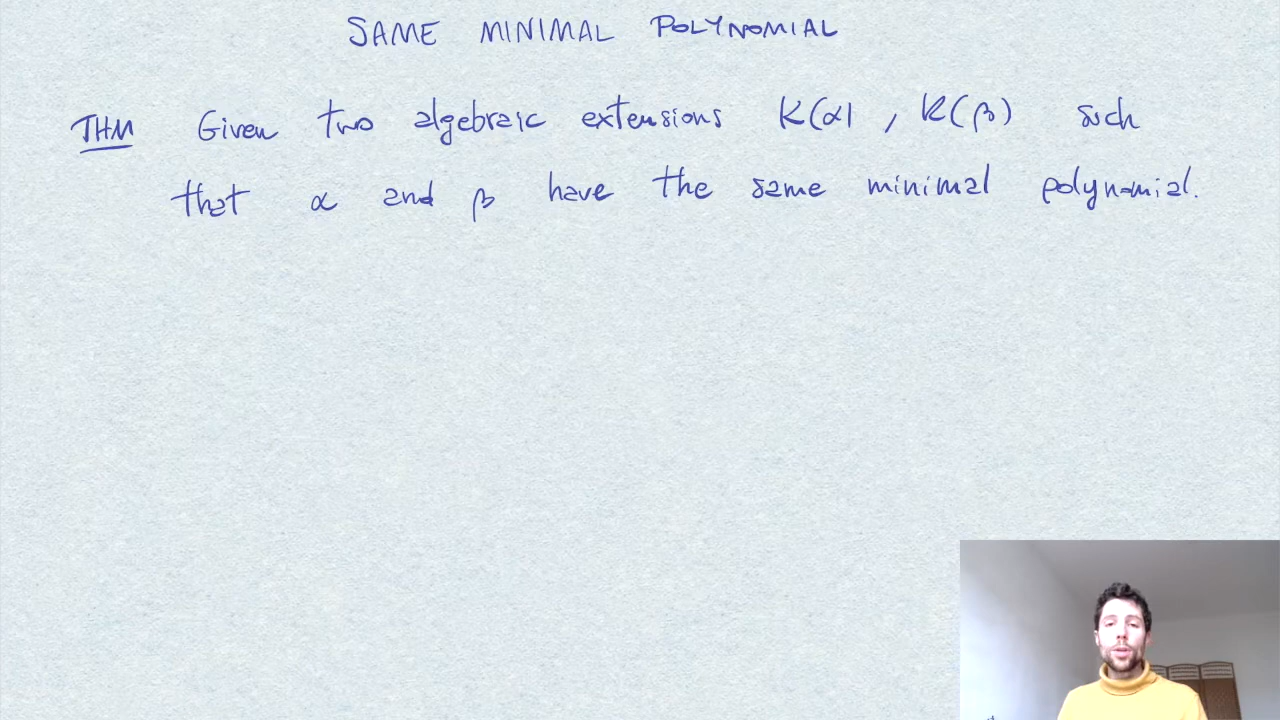 SAME MINIMAL POLYNOMIAL
THM Given two algebraic extensions K(α) , K(β) such
that α and β have the same minimal polynomial.